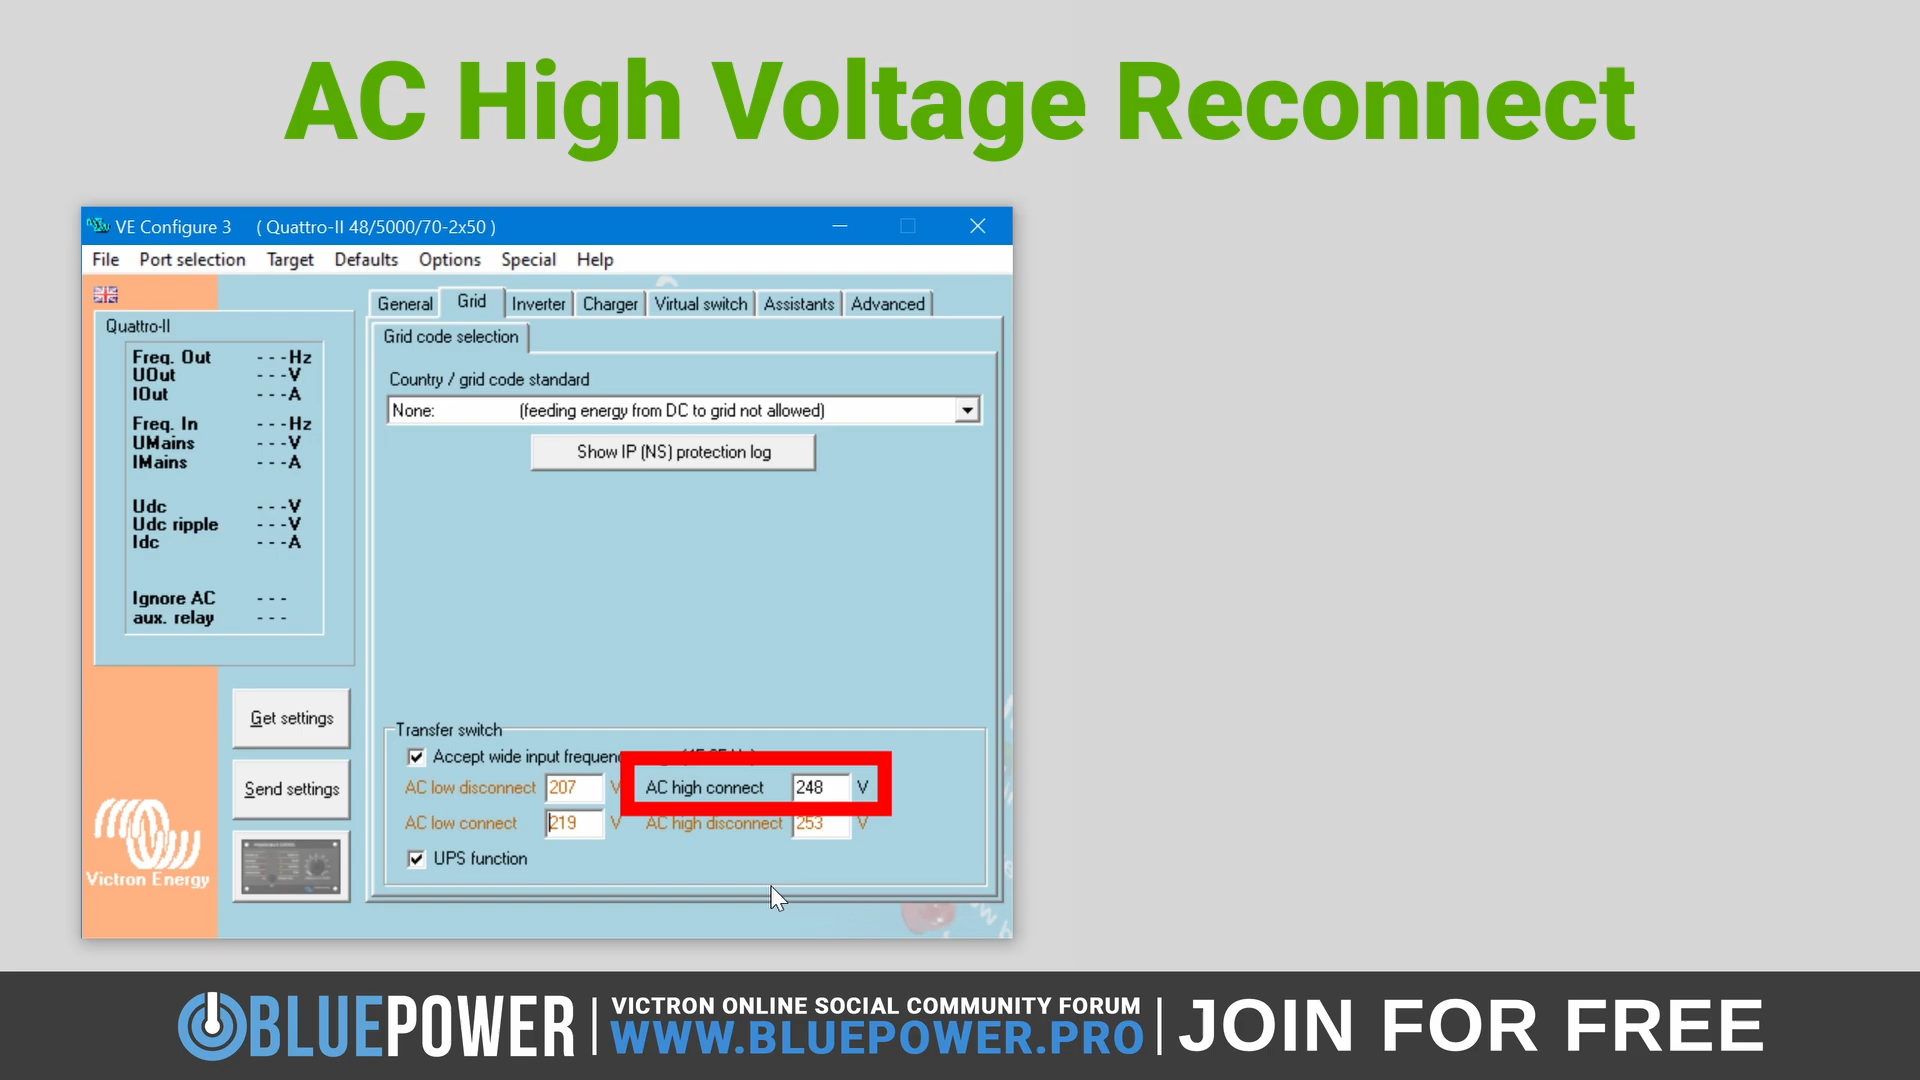 AC High Voltage Reconnect
VE Configure 3 ( Quattro-II 48/5000/70-2x50 )
File Port selection Target Defaults Options Special Help
General Grid Inverter Charger Virtual switch Assistants Advanced
Quattro-II
Freq. Out ---Hz
UOut ---V
IOut ---A
Freq. In ---Hz
UMains ---V
IMains ---A
Udc ---V
Udc ripple ---V
Idc ---A
Ignore AC ---
aux. relay ---
Get settings
Send settings
Victron Energy
Grid code selection
Country / grid code standard
None: (feeding energy from DC to grid not allowed)
Show IP (NS) protection log
Transfer switch
Accept wide input
AC low disconnect 207 V AC high connect 248 V
AC low connect 219 V AC high disconnect 253 V
UPS function
BLUEPOWER
VICTRON ONLINE SOCIAL COMMUNITY FORUM
WWW.BLUEPOWER.PRO
JOIN FOR FREE